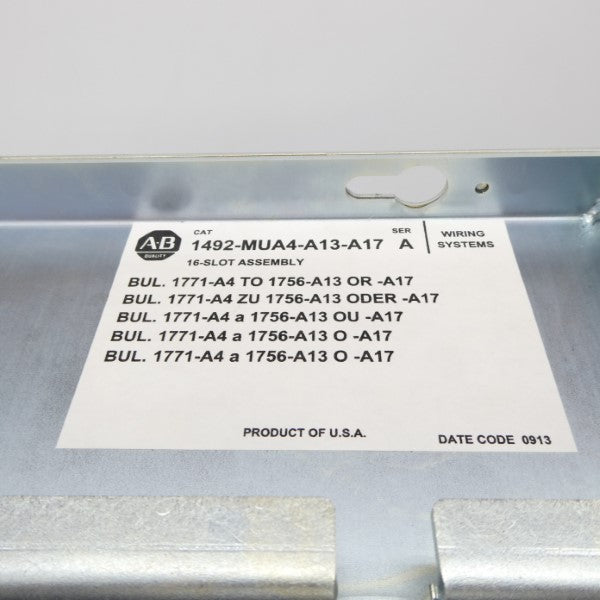 A-B
QUALITY
CAT
1492-MUA4-A13-A17
SER
A
WIRING
SYSTEMS
16-SLOT ASSEMBLY
BUL. 1771-A4 TO 1756-A13 OR -A17
BUL. 1771-A4 ZU 1756-A13 ODER -A17
BUL. 1771-A4 a 1756-A13 OU -A17
BUL. 1771-A4 a 1756-A13 O -A17
BUL. 1771-A4 a 1756-A13 O -A17
PRODUCT OF U.S.A.
DATE CODE 0913